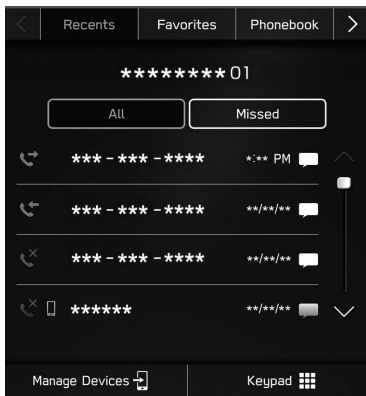 Recents Favorites Phonebook
********01
All Missed
***-***-**** *:** PM
***-***-**** **/**/**
***-***-**** **/**/**
****** **/**/**
Manage Devices Keypad